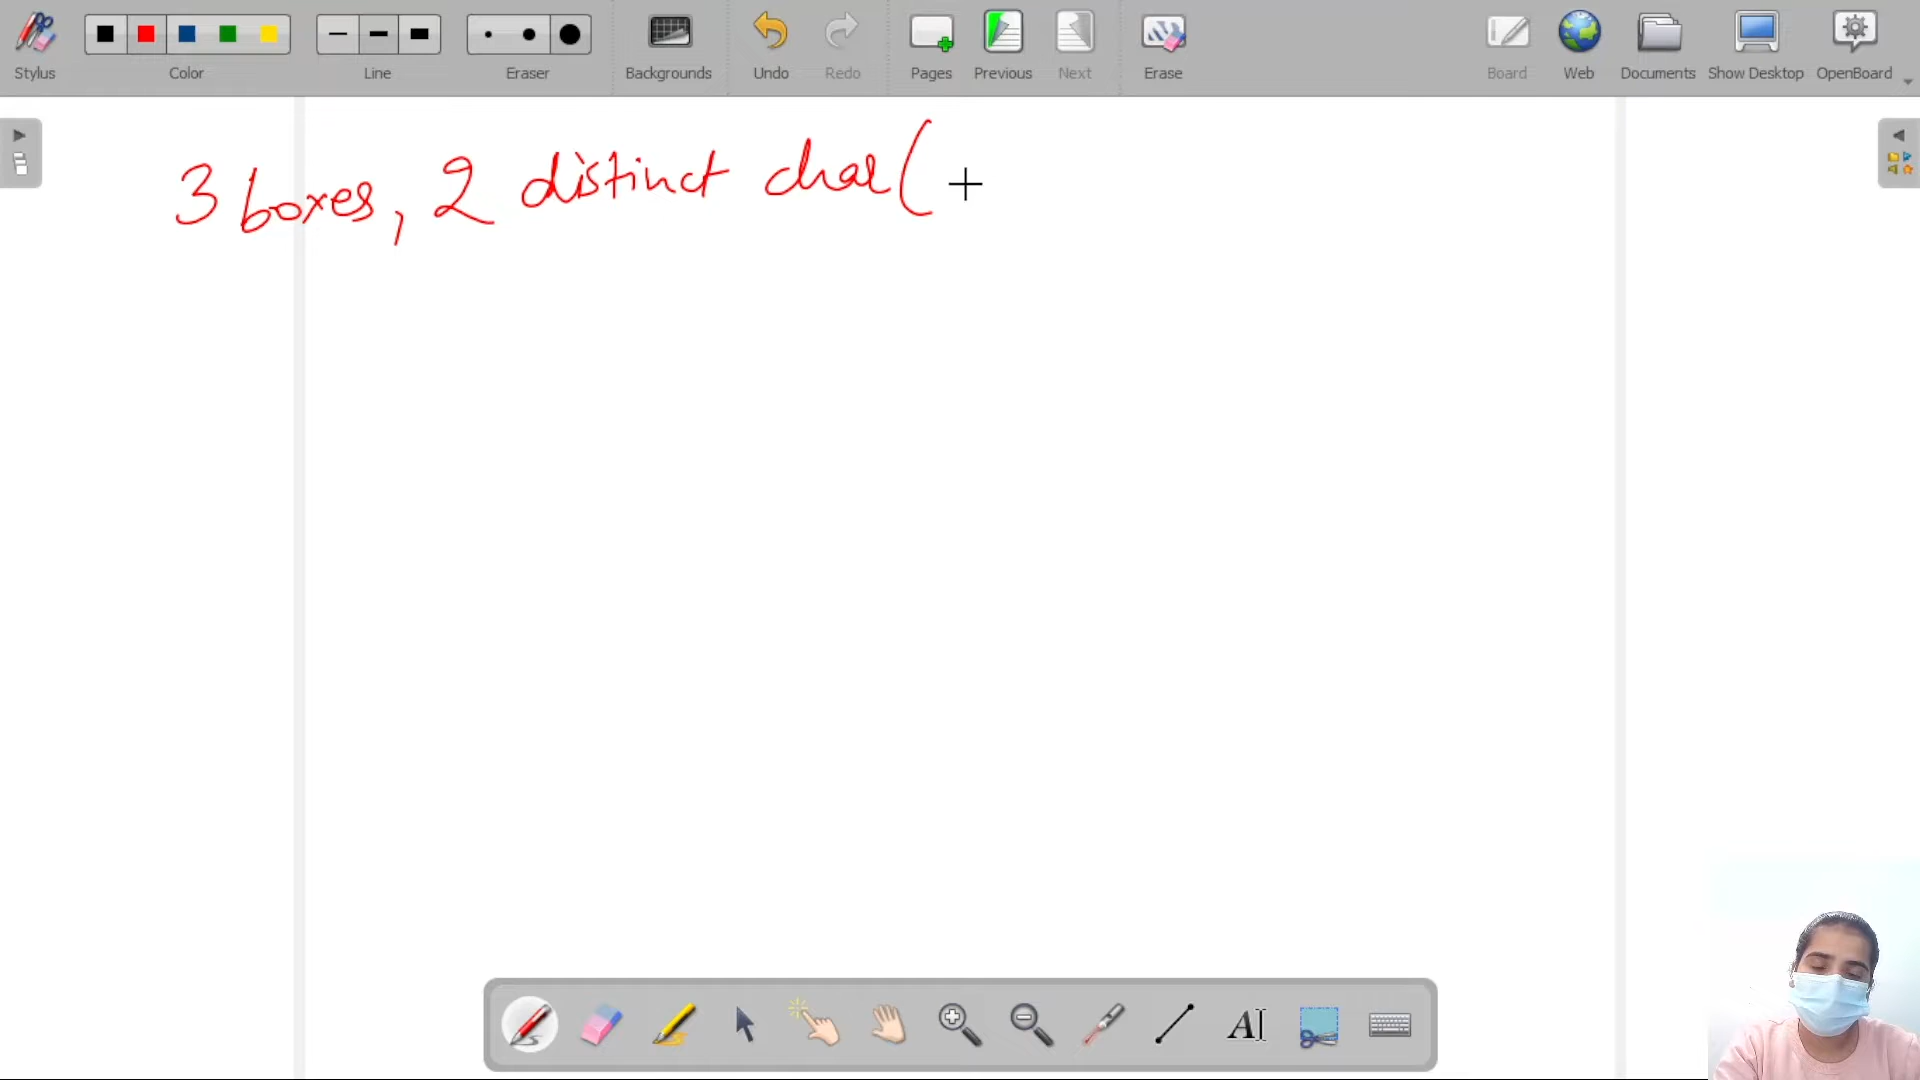 Stylus Color Line Eraser Backgrounds Undo Redo Pages Previous Next Erase Board Web Documents Show Desktop OpenBoard
3 boxes, 2 distinct char(
A